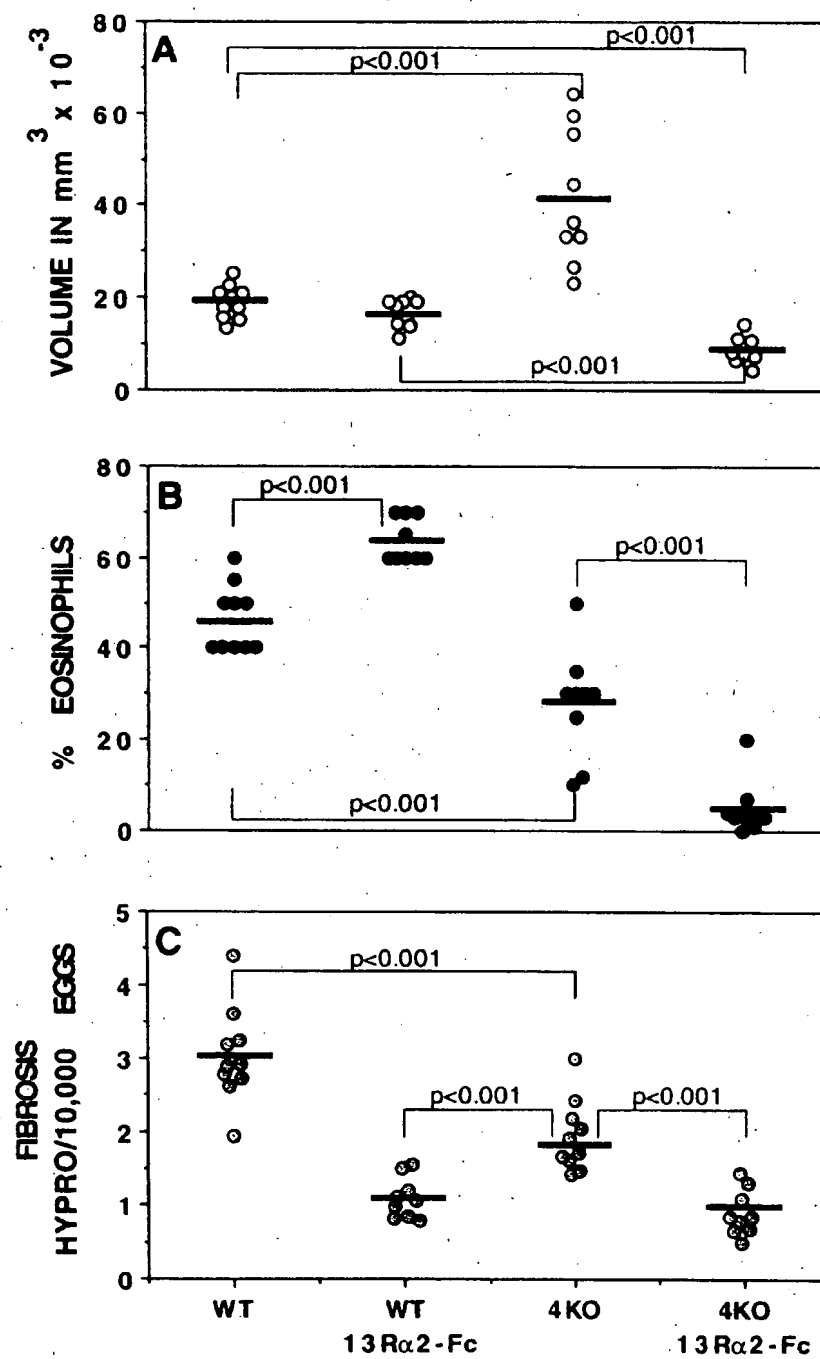 A
VOLUME IN mm³ x 10⁻³
80
60
40
20
0
p<0.001
p<0.001
p<0.001
B
% EOSINOPHILS
80
60
40
20
0
p<0.001
p<0.001
p<0.001
C
FIBROSIS
HYPRO/10,000 EGGS
5
4
3
2
1
0
p<0.001
p<0.001
p<0.001
WT
WT
13Rα2-Fc
4KO
4KO
13Rα2-Fc